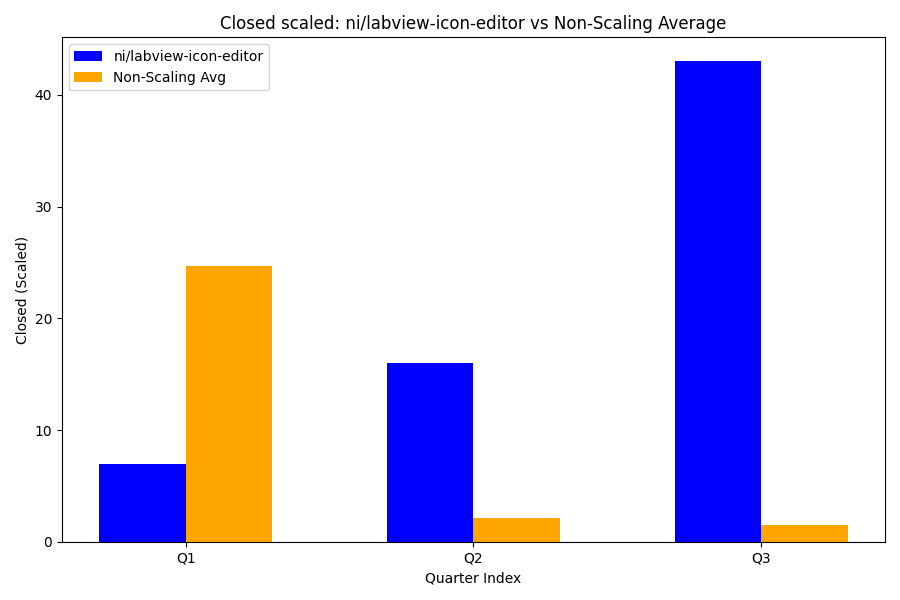 Closed scaled: ni/labview-icon-editor vs Non-Scaling Average
ni/labview-icon-editor
Non-Scaling Avg
Closed (Scaled)
40
30
20
10
0
Q1 Q2 Q3
Quarter Index